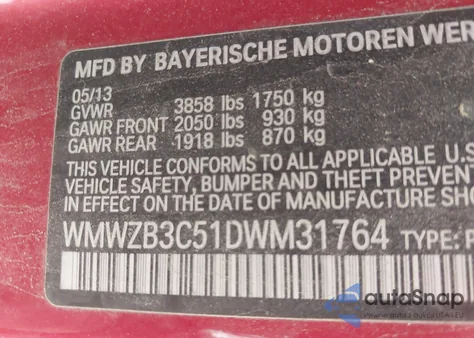 MFD BY BAYERISCHE MOTOREN WER
05/13
GVWR 3858 lbs 1750 kg
GAWR FRONT 2050 lbs 930 kg
GAWR REAR 1918 lbs 870 kg
THIS VEHICLE CONFORMS TO ALL APPLICABLE U.S
VEHICLE SAFETY, BUMPER AND THEFT PREVENT
IN EFFECT ON THE DATE OF MANUFACTURE SHO
WMWZB3C51DWM31764 TYPE: P
autoSnap